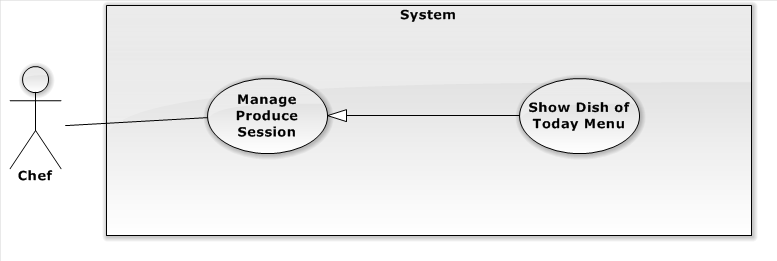 System
Manage
Produce
Session
Show Dish of
Today Menu
Chef